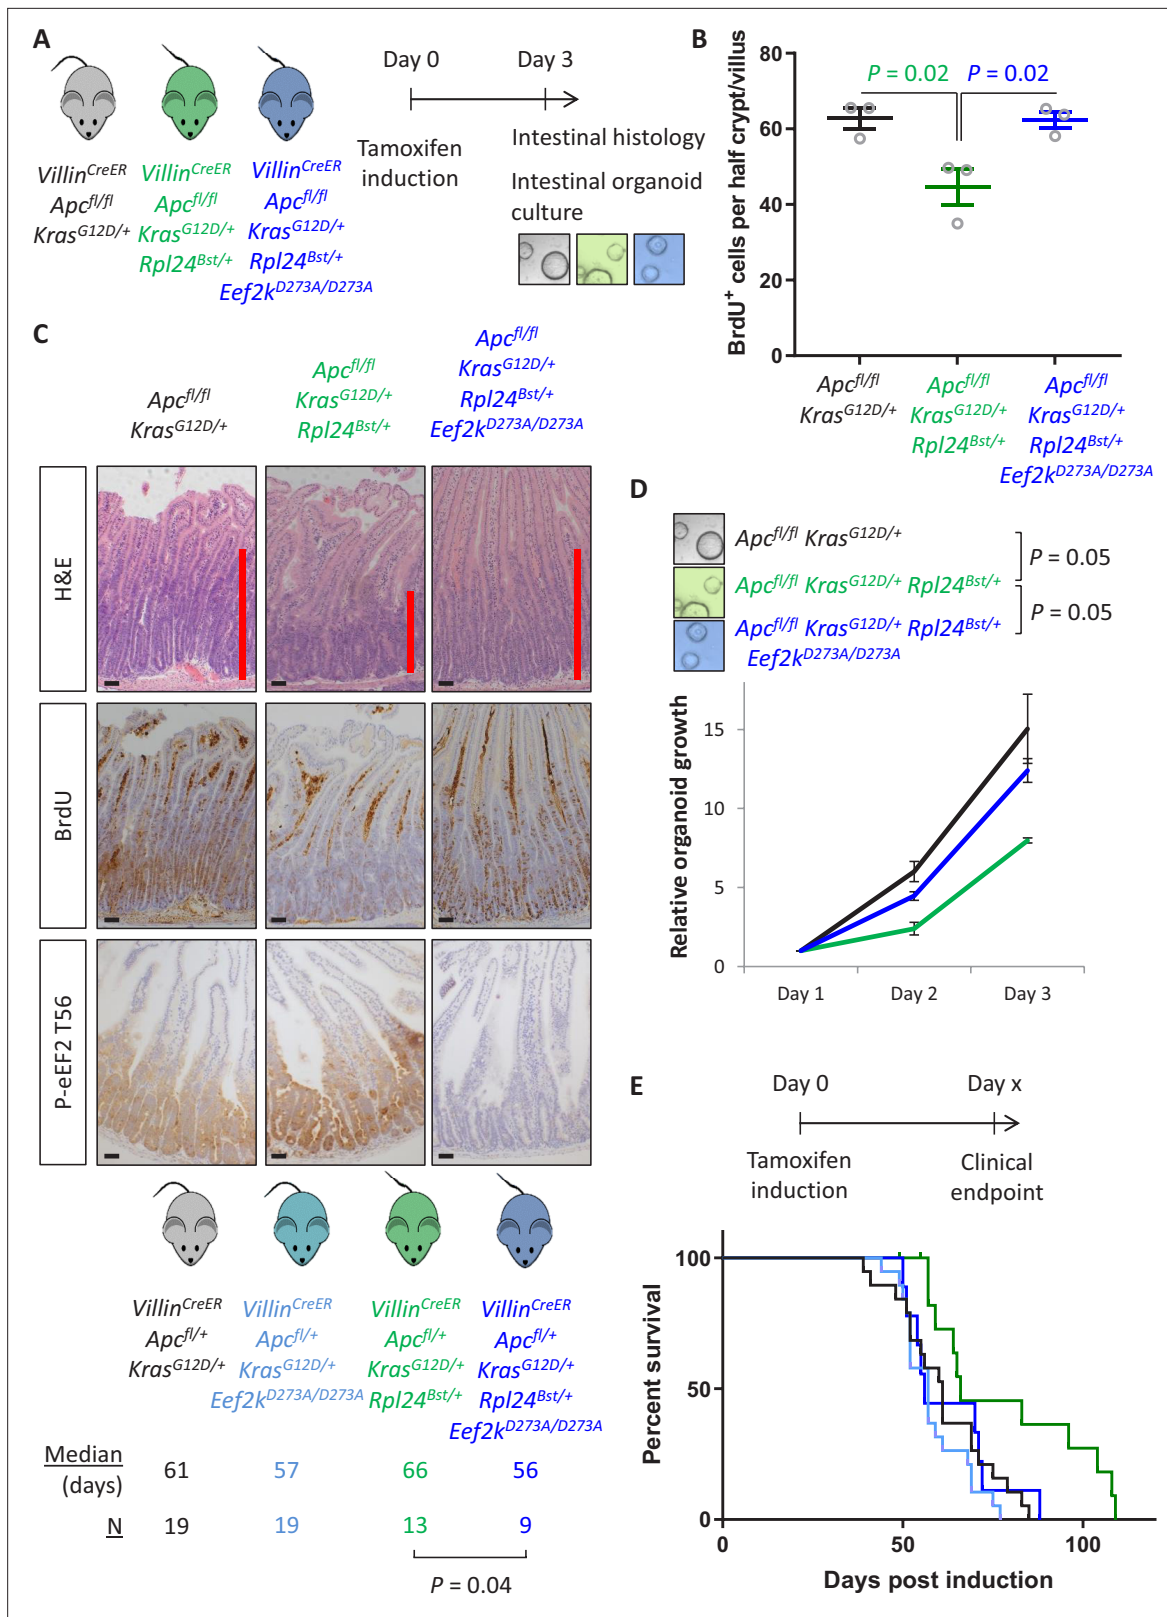 A
Day 0
Day 3
Tamoxifen
induction
Intestinal histology
Intestinal organoid
culture
Villin^CreER
Apc^fl/fl
Kras^G12D/+
Villin^CreER
Apc^fl/fl
Kras^G12D/+
Rpl24^Bst/+
Villin^CreER
Apc^fl/fl
Kras^G12D/+
Rpl24^Bst/+
Eef2k^D273A/D273A
B
BrdU⁺ cells per half crypt/villus
80
60
40
20
0
P = 0.02
P = 0.02
Apc^fl/fl
Kras^G12D/+
Apc^fl/fl
Kras^G12D/+
Rpl24^Bst/+
Apc^fl/fl
Kras^G12D/+
Rpl24^Bst/+
Eef2k^D273A/D273A
C
Apc^fl/fl
Kras^G12D/+
Apc^fl/fl
Kras^G12D/+
Rpl24^Bst/+
Apc^fl/fl
Kras^G12D/+
Rpl24^Bst/+
Eef2k^D273A/D273A
H&E
BrdU
P-eEF2 T56
D
Apc^fl/fl Kras^G12D/+
Apc^fl/fl Kras^G12D/+ Rpl24^Bst/+
Apc^fl/fl Kras^G12D/+ Rpl24^Bst/+
Eef2k^D273A/D273A
P = 0.05
P = 0.05
Relative organoid growth
15
10
5
0
Day 1
Day 2
Day 3
E
Day 0
Day x
Tamoxifen
induction
Clinical
endpoint
Villin^CreER
Apc^fl/+
Kras^G12D/+
Villin^CreER
Apc^fl/+
Kras^G12D/+
Eef2k^D273A/D273A
Villin^CreER
Apc^fl/+
Kras^G12D/+
Rpl24^Bst/+
Villin^CreER
Apc^fl/+
Kras^G12D/+
Rpl24^Bst/+
Eef2k^D273A/D273A
Median
(days)
61
57
66
56
N
19
19
13
9
P = 0.04
Percent survival
100
50
0
0
50
100
Days post induction